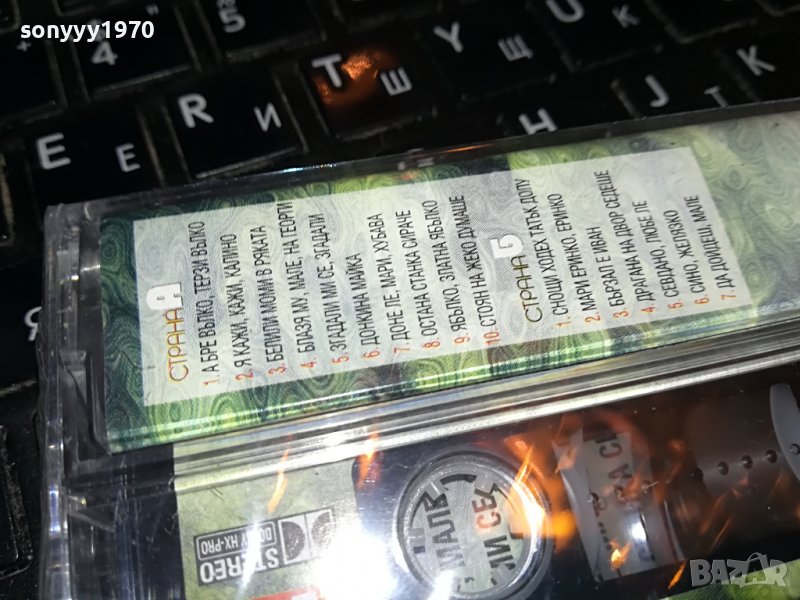 sonyyy1970
СТРАНА А
1. А БРЕ ВЪЛКО, ТЕРЗИ ВЪЛКО
2. Я КАЖИ, КАЖИ, КАЛИНО
3. БЕЛИЛИ МОМИ В РЯКАТА
4. БЛАЗЯ МУ, МАЛЕ, НА ГЕОРГИ
5. ЗГАДАЛИ МИ СЕ, ЗГАДАЛИ
6. ДОНКИНА МАЙКА
7. ДОНЕ ЛЕ, МАРИ, ХУБАВА
8. ОСТАНА СТАНКА СИРАЧЕ
9. ЯБЪЛКО, ЗЛАТНА ЯБЪЛКО
10. СТОЯН НА ЖЕКО ДУМАШЕ
СТРАНА Б
1. СНОЩИ ХОДЕХ ТАТЪК ДОЛУ
2. МАРИ ЕРИНКО, ЕРИНКО
3. БЪРЗАЛ Е ИВАН
4. ДРАГАНА НА ДВОР СЕДЕШЕ
5. СЕВДАНО, ЛЮБЕ ЛЕ
6. СИНО, ЖЕЛЯЗКО
7. ДА ДОЙДЕШ, МАЛЕ
STEREO
DOLBY HX-PRO
4
5
E
Е
R
И
T
Ш
Y
Щ
U
К
H
J
T
K
Я
BAZAR